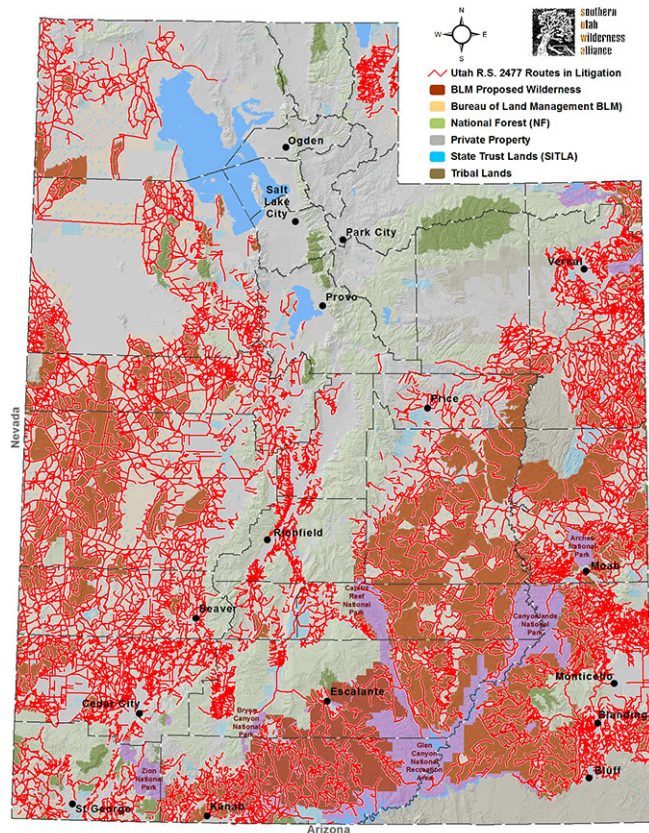 N
W
E
S
southern
utah
wilderness
alliance
Utah R.S. 2477 Routes in Litigation
BLM Proposed Wilderness
Bureau of Land Management BLM)
National Forest (NF)
Private Property
State Trust Lands (SITLA)
Tribal Lands
Ogden
Salt
Lake
City
Park City
Vernal
Provo
Price
Nevada
Richfield
Arches
National
Park
Moab
Capitol
Reef
National
Park
Canyonlands
National
Park
Beaver
Monticello
Escalante
Cedar City
Bryce
Canyon
National
Park
Blanding
Glen
Canyon
National
Recreation
Area
Zion
National
Park
Bluff
St George
Kanab
Arizona